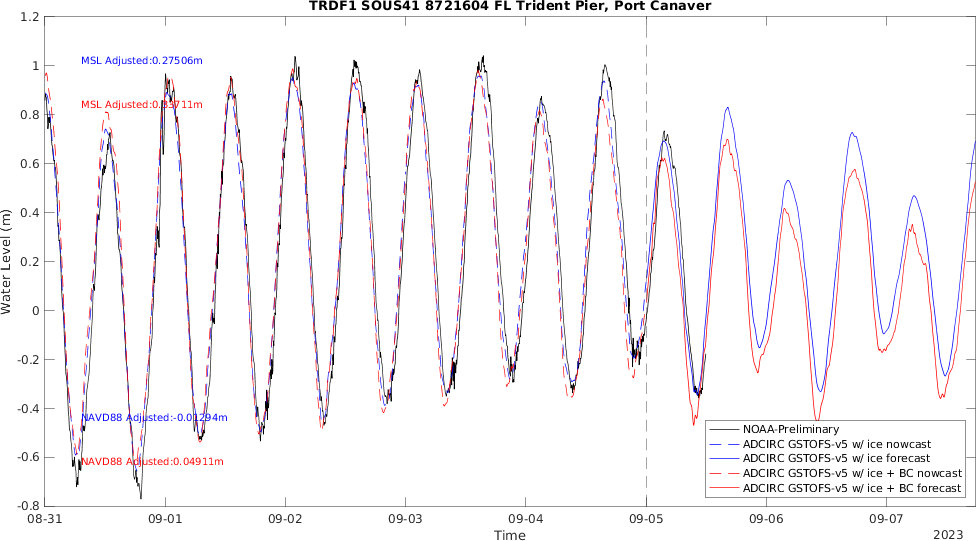 TRDF1 SOUS41 8721604 FL Trident Pier, Port Canaver
1.2
1
0.8
0.6
0.4
0.2
0
-0.2
-0.4
-0.6
-0.8
Water Level (m)
MSL Adjusted:0.27506m
MSL Adjusted:0.33711m
NAVD88 Adjusted:-0.01294m
NAVD88 Adjusted:0.04911m
NOAA-Preliminary
ADCIRC GSTOFS-v5 w/ ice nowcast
ADCIRC GSTOFS-v5 w/ ice forecast
ADCIRC GSTOFS-v5 w/ ice + BC nowcast
ADCIRC GSTOFS-v5 w/ ice + BC forecast
08-31 09-01 09-02 09-03 09-04 09-05 09-06 09-07
Time
2023